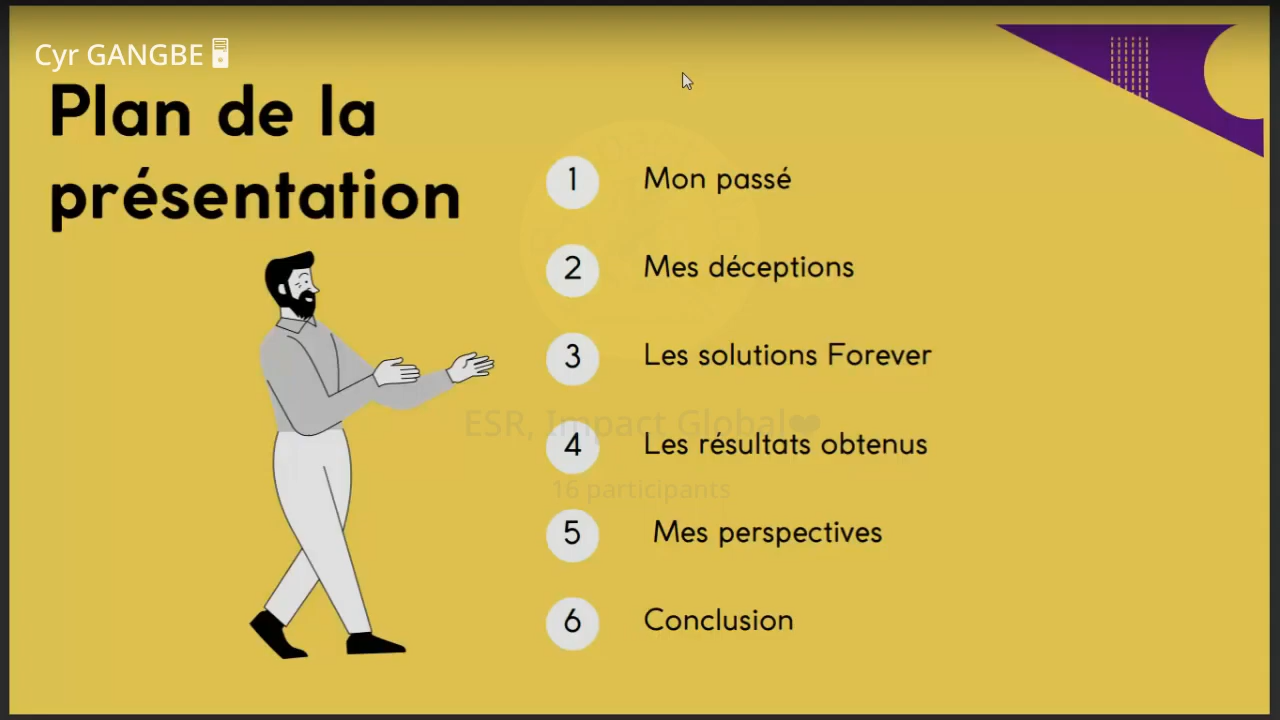 Cyr GANGBE
Plan de la
présentation
1 Mon passé
2 Mes déceptions
3 Les solutions Forever
ESR, Impact Global❤
4 Les résultats obtenus
16 participants
5 Mes perspectives
6 Conclusion